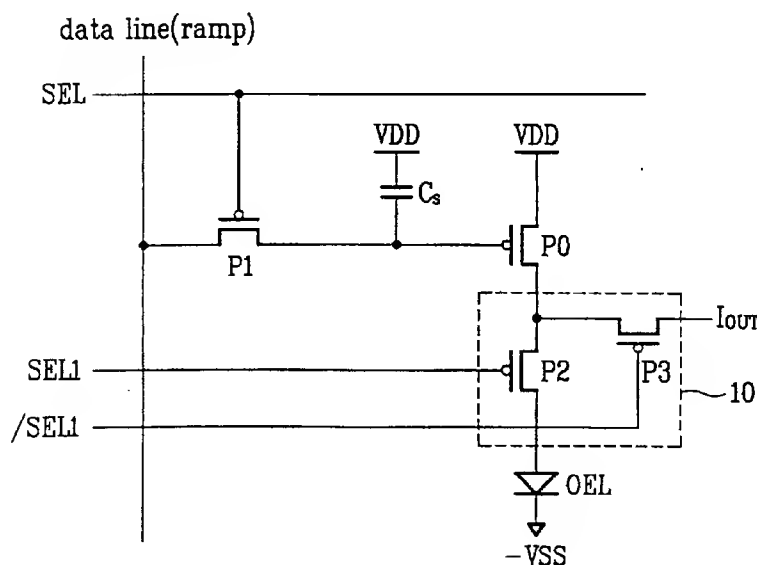 data line(ramp)
SEL
VDD
VDD
Cs
P1
P0
IOUT
SEL1
P2
P3
10
/SEL1
OEL
-VSS